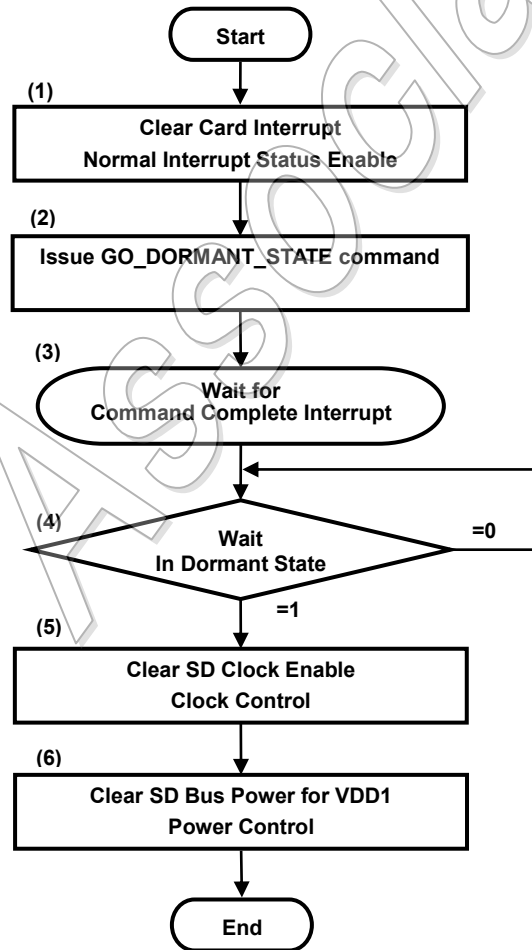 Start
(1)
Clear Card Interrupt
Normal Interrupt Status Enable
(2)
Issue GO_DORMANT_STATE command
(3)
Wait for
Command Complete Interrupt
(4)
Wait
In Dormant State
=0
=1
(5)
Clear SD Clock Enable
Clock Control
(6)
Clear SD Bus Power for VDD1
Power Control
End